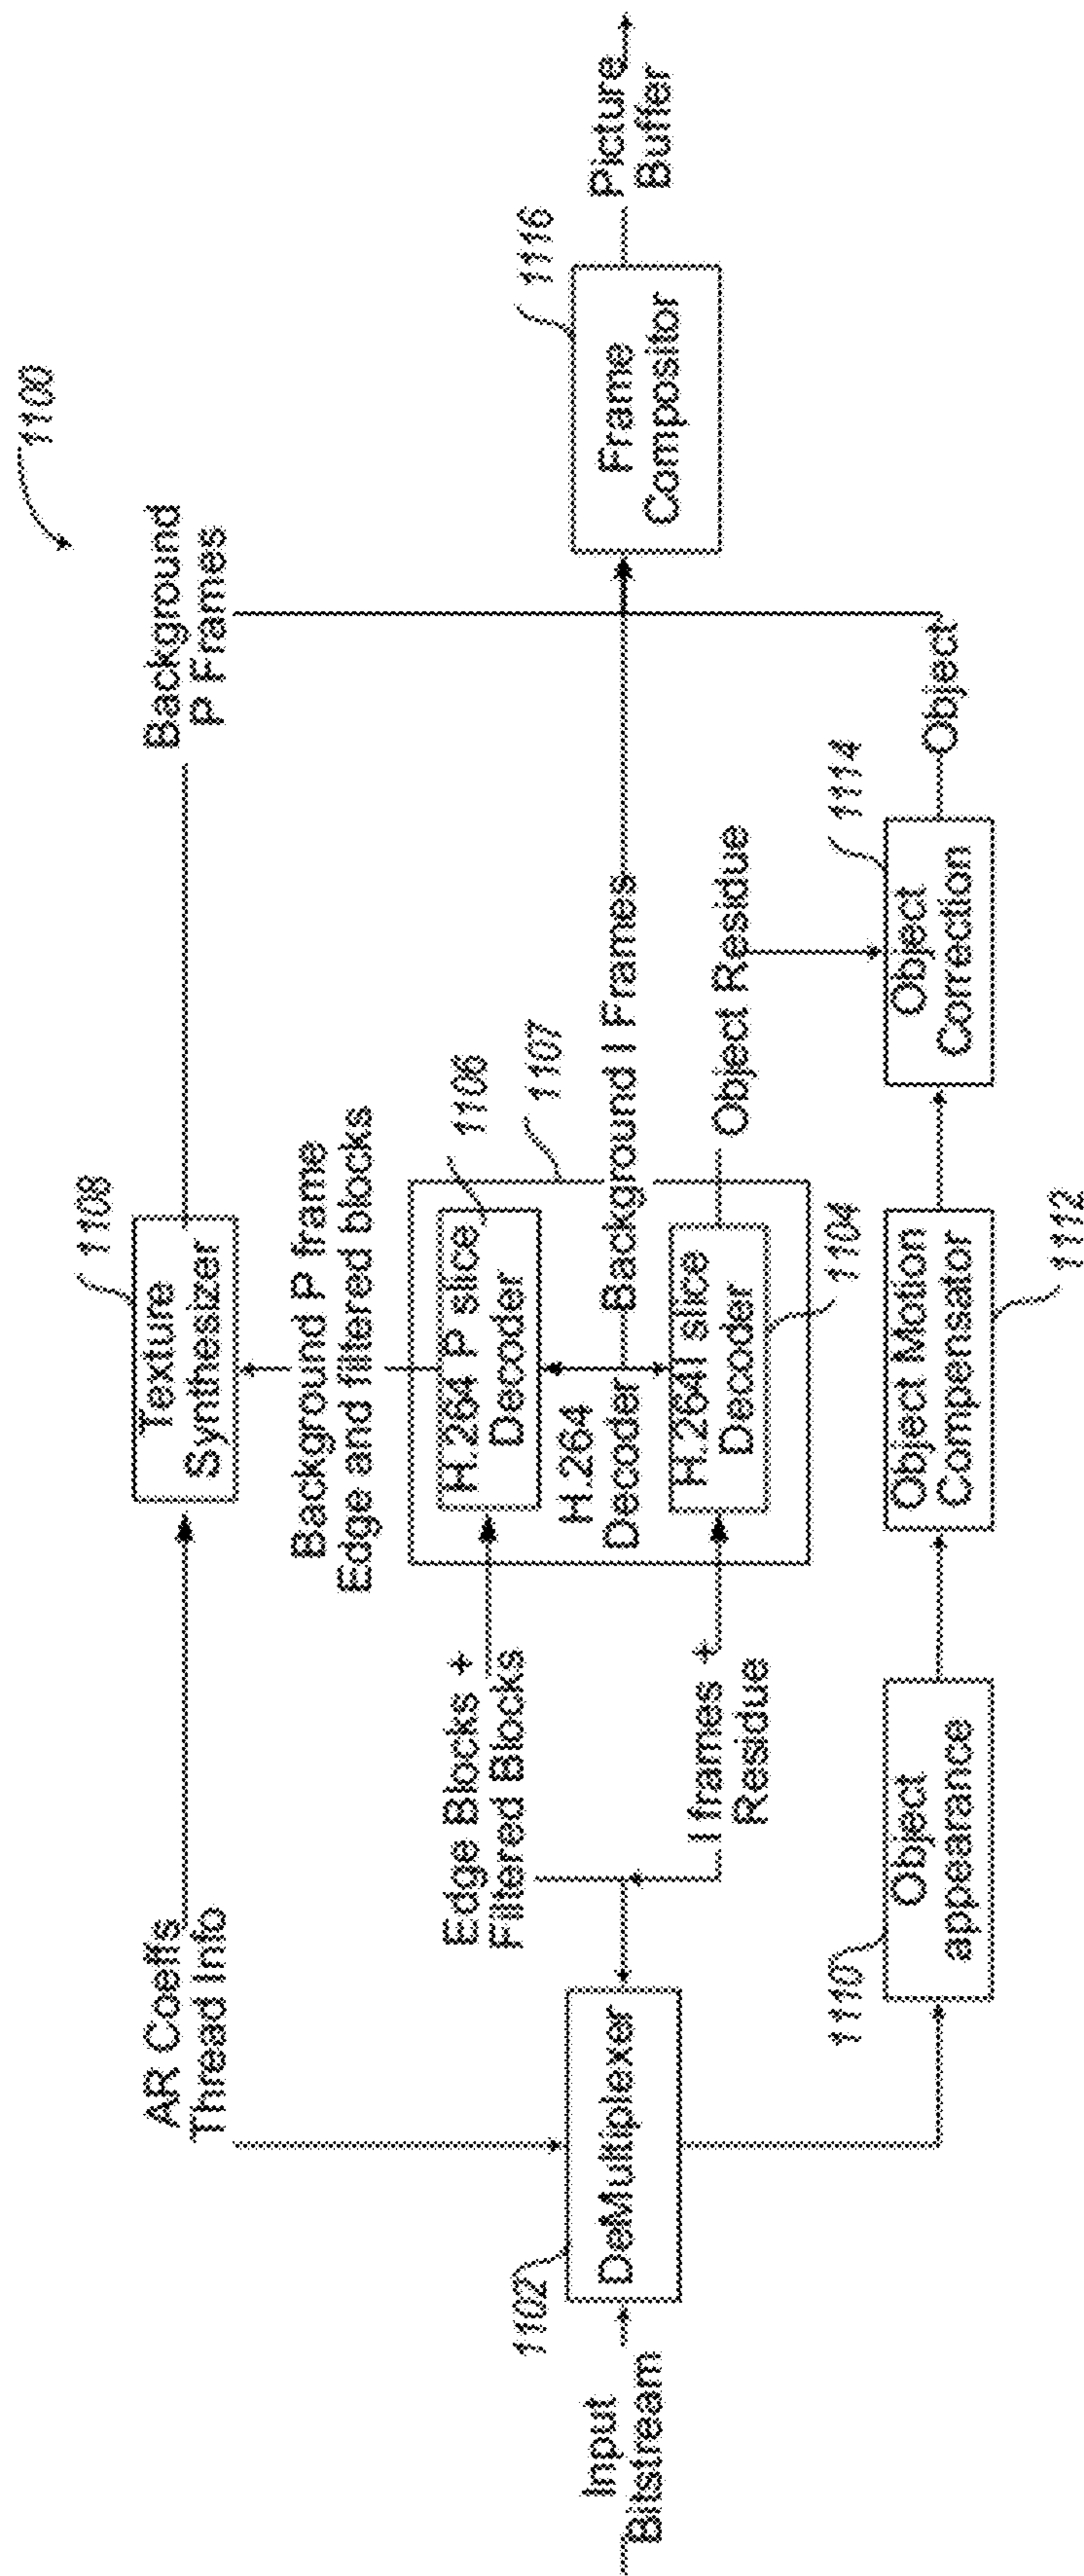 1100
Input
Bitstream
1102
DeMultiplexer
AR Coeffs
Thread Info
Edge Blocks +
Filtered Blocks
I frames +
Residue
1110
Object
appearance
1108
Texture
Synthesizer
Background P frame
Edge and filtered blocks
1106
1107
H.264 P slice
Decoder
H.264
Decoder
H.264I slice
Decoder
1104
Object Motion
Compensator
1112
Background I Frames
Object Residue
1114
Object
Correction
Object
Background
P Frames
1116
Frame
Compositor
Picture
Buffer